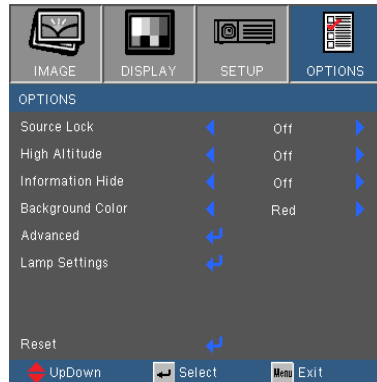 IMAGE DISPLAY SETUP OPTIONS
OPTIONS
Source Lock Off
High Altitude Off
Information Hide Off
Background Color Red
Advanced
Lamp Settings
Reset
UpDown Select Menu Exit